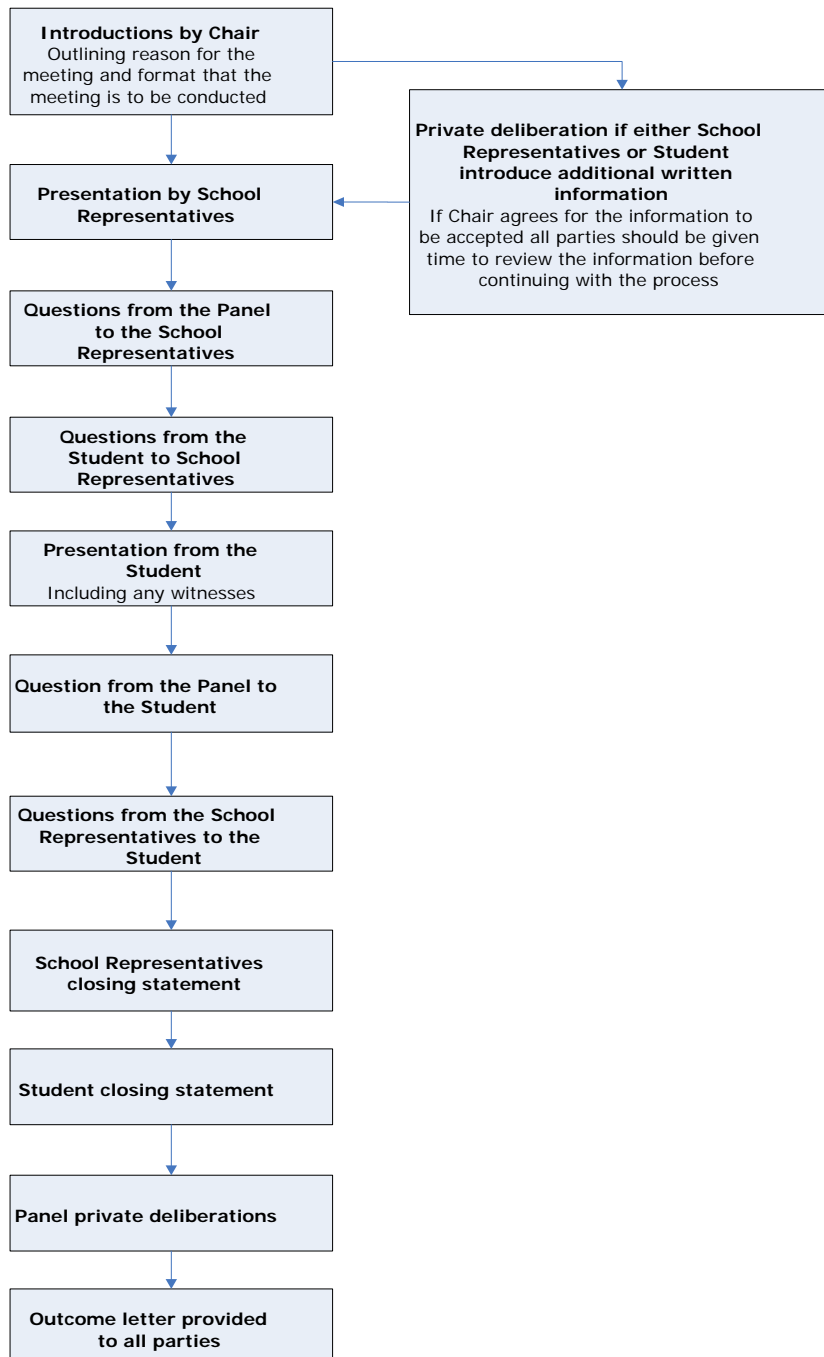 Introductions by Chair
Outlining reason for the
meeting and format that the
meeting is to be conducted
Private deliberation if either School
Representatives or Student
introduce additional written
information
If Chair agrees for the information to
be accepted all parties should be given
time to review the information before
continuing with the process
Presentation by School
Representatives
Questions from the Panel
to the School
Representatives
Questions from the
Student to School
Representatives
Presentation from the
Student
Including any witnesses
Question from the Panel to
the Student
Questions from the School
Representatives to the
Student
School Representatives
closing statement
Student closing statement
Panel private deliberations
Outcome letter provided
to all parties